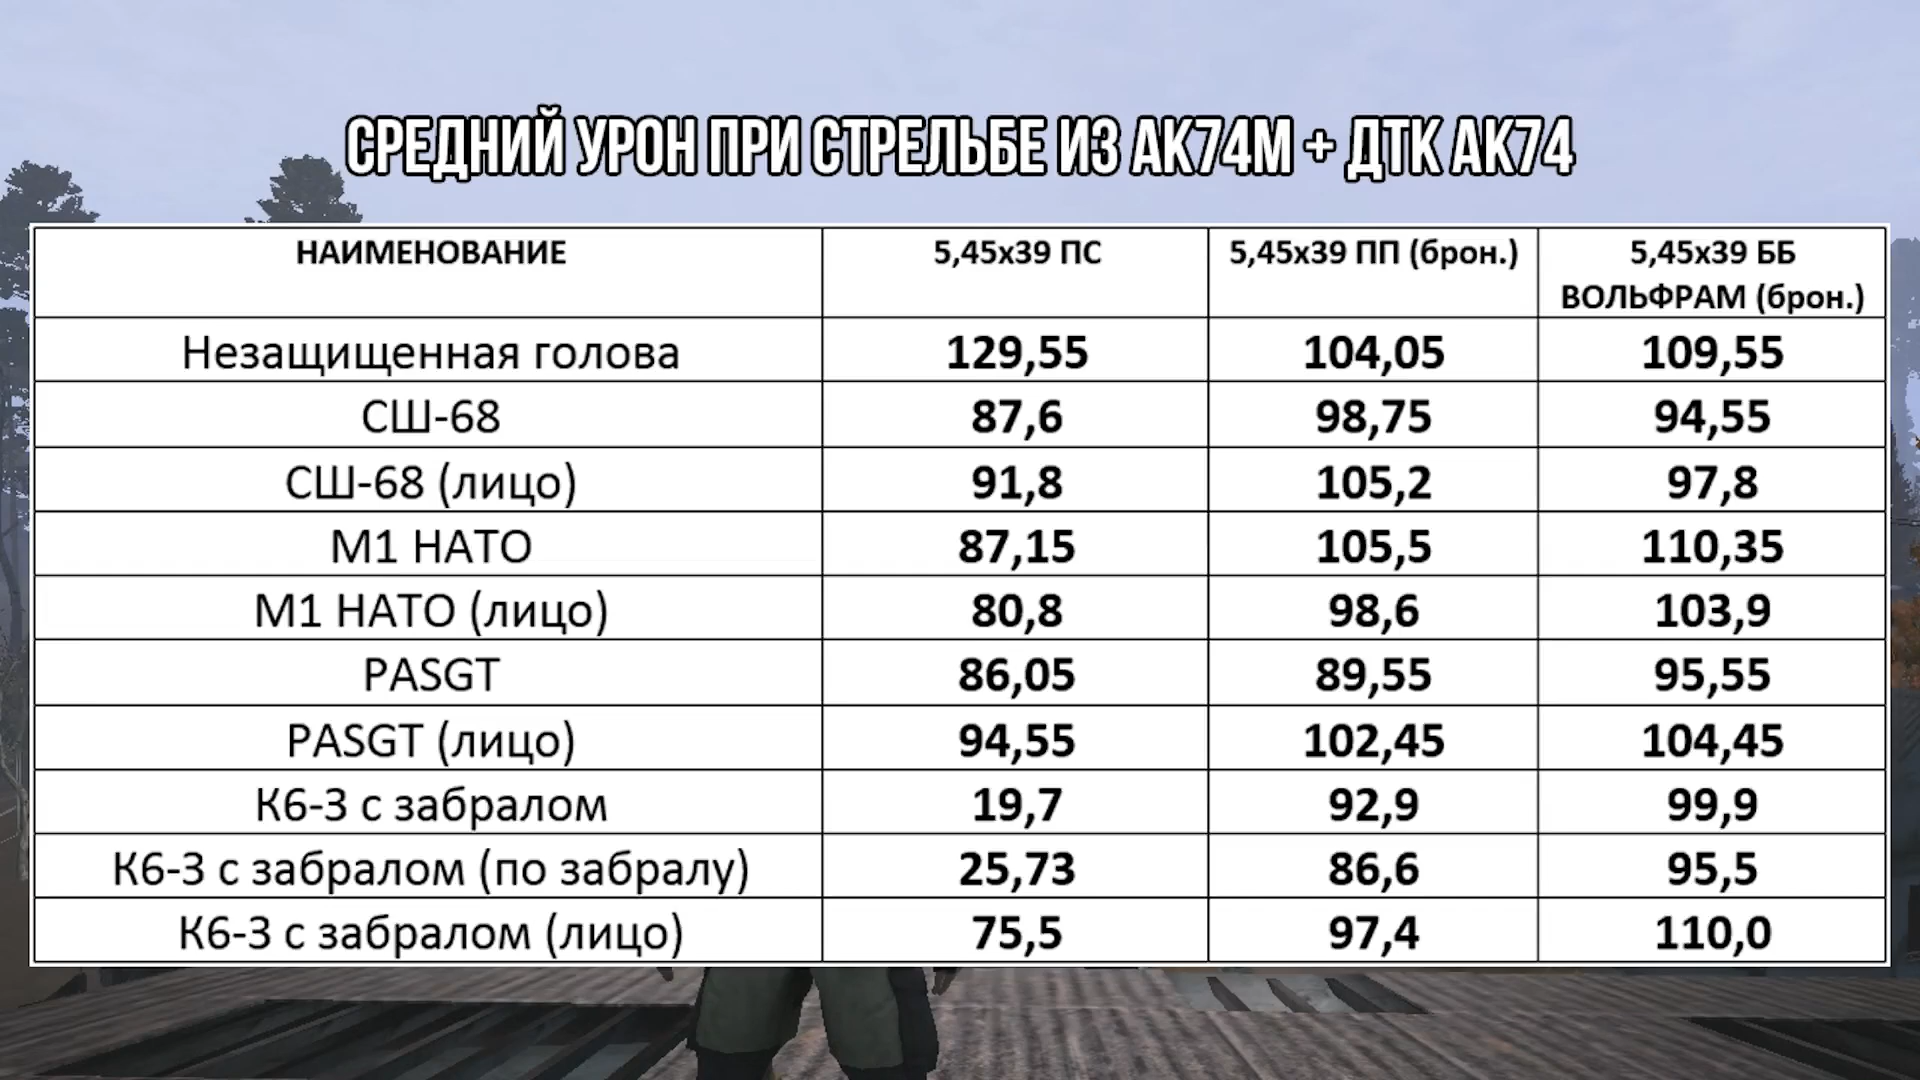 СРЕДНИЙ УРОН ПРИ СТРЕЛЬБЕ ИЗ АК74М + ДТК АК74
НАИМЕНОВАНИЕ 5,45х39 ПС 5,45х39 ПП (брон.) 5,45х39 ББ ВОЛЬФРАМ (брон.)
Незащищенная голова 129,55 104,05 109,55
СШ-68 87,6 98,75 94,55
СШ-68 (лицо) 91,8 105,2 97,8
М1 НАТО 87,15 105,5 110,35
М1 НАТО (лицо) 80,8 98,6 103,9
PASGT 86,05 89,55 95,55
PASGT (лицо) 94,55 102,45 104,45
К6-3 с забралом 19,7 92,9 99,9
К6-3 с забралом (по забралу) 25,73 86,6 95,5
К6-3 с забралом (лицо) 75,5 97,4 110,0